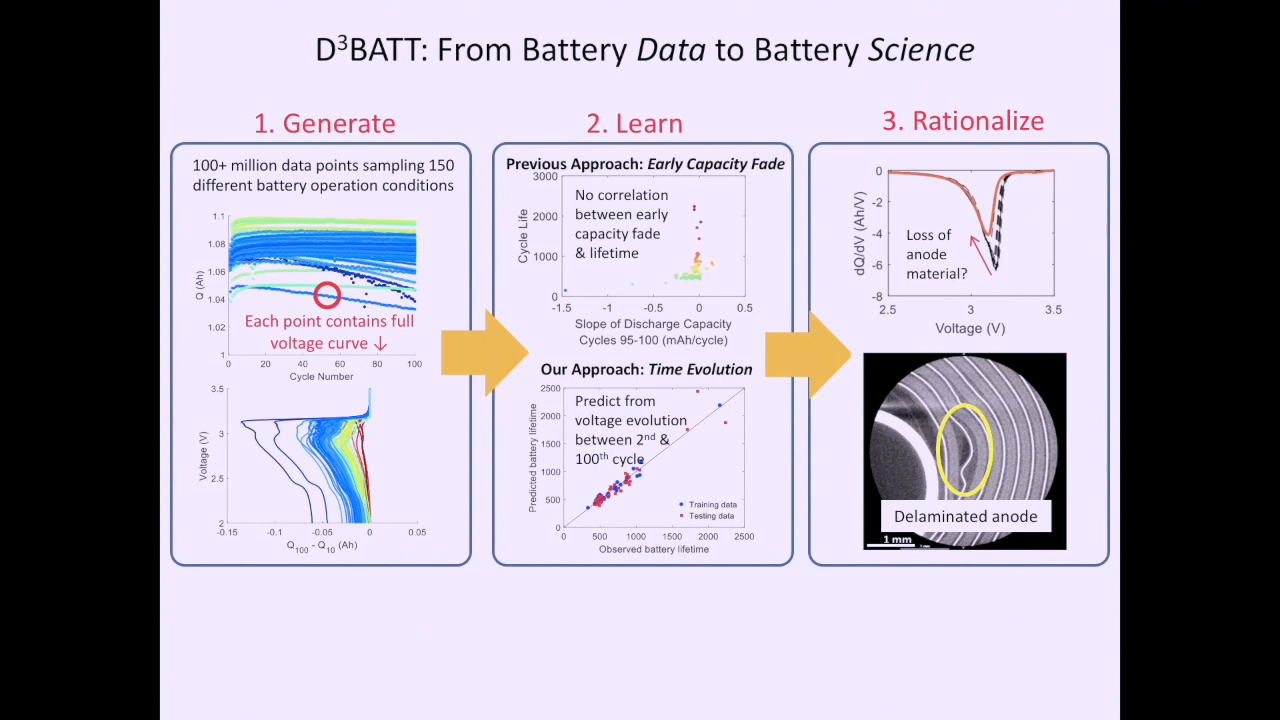 D³BATT: From Battery Data to Battery Science
1. Generate
100+ million data points sampling 150
different battery operation conditions
Q (Ah)
1.1
1.08
1.06
1.04
1.02
1
Each point contains full
voltage curve ↓
0 20 40 60 80 100
Cycle Number
Voltage (V)
3.5
3
2.5
2
-0.15 -0.1 -0.05 0 0.05
Q100 - Q10 (Ah)
2. Learn
Previous Approach: Early Capacity Fade
Cycle Life
3000
2000
1000
0
No correlation
between early
capacity fade
& lifetime
-1.5 -1 -0.5 0 0.5
Slope of Discharge Capacity
Cycles 95-100 (mAh/cycle)
Our Approach: Time Evolution
Predicted battery lifetime
2500
2000
1500
1000
500
0
Predict from
voltage evolution
between 2nd &
100th cycle
Training data
Testing data
0 500 1000 1500 2000 2500
Observed battery lifetime
3. Rationalize
dQ/dV (Ah/V)
0
-2
-4
-6
-8
Loss of
anode
material?
2.5 3 3.5
Voltage (V)
Delaminated anode
1 mm